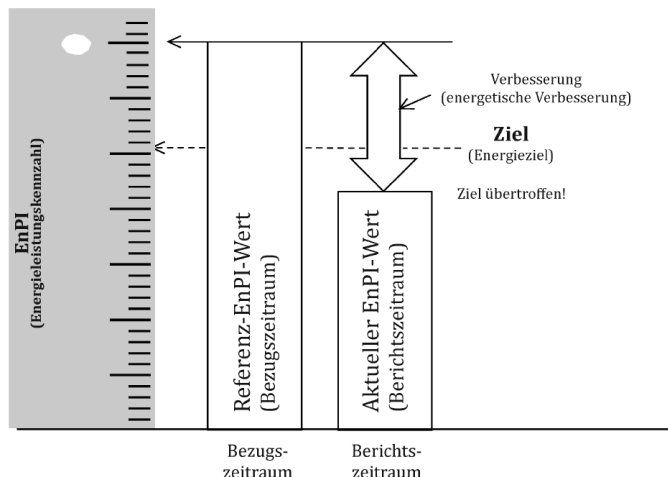 EnPI
(Energieleistungskennzahl)
Referenz-EnPI-Wert
(Bezugszeitraum)
Aktueller EnPI-Wert
(Berichtszeitraum)
Verbesserung
(energetische Verbesserung)
Ziel
(Energieziel)
Ziel übertroffen!
Bezugs-
zeitraum
Berichts-
zeitraum